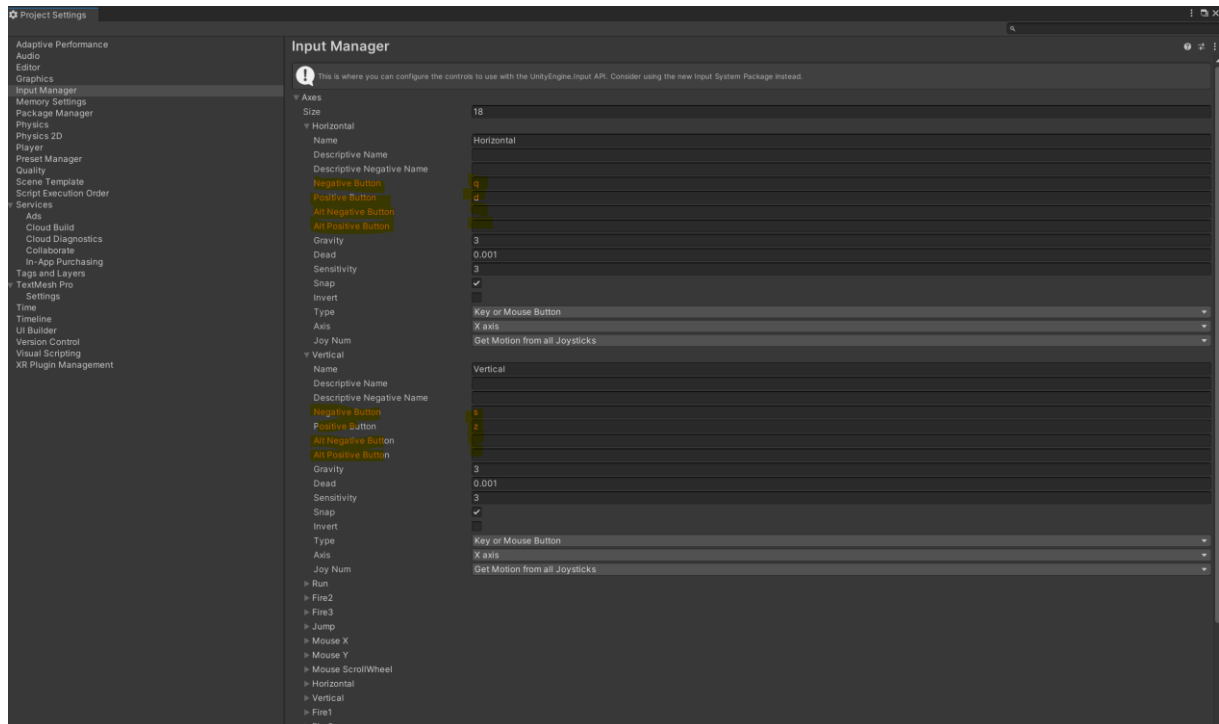 Project Settings
Adaptive Performance
Audio
Editor
Graphics
Input Manager
Memory Settings
Package Manager
Physics
Physics 2D
Player
Preset Manager
Quality
Scene Template
Script Execution Order
Services
Ads
Cloud Build
Cloud Diagnostics
Collaborate
In-App Purchasing
Tags and Layers
TextMesh Pro
Settings
Time
Timeline
UI Builder
Version Control
Visual Scripting
XR Plugin Management
Input Manager
This is where you can configure the controls to use with the UnityEngine.Input API. Consider using the new Input System Package instead.
Axes
Size 18
Horizontal
Name Horizontal
Descriptive Name
Descriptive Negative Name
Negative Button q
Positive Button d
Alt Negative Button
Alt Positive Button
Gravity 3
Dead 0.001
Sensitivity 3
Snap
Invert
Type Key or Mouse Button
Axis X axis
Joy Num Get Motion from all Joysticks
Vertical
Name Vertical
Descriptive Name
Descriptive Negative Name
Negative Button s
Positive Button z
Alt Negative Button
Alt Positive Button
Gravity 3
Dead 0.001
Sensitivity 3
Snap
Invert
Type Key or Mouse Button
Axis X axis
Joy Num Get Motion from all Joysticks
Run
Fire2
Fire3
Jump
Mouse X
Mouse Y
Mouse ScrollWheel
Horizontal
Vertical
Fire1